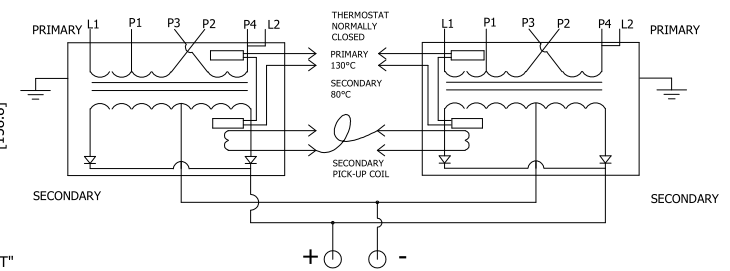 L1 P1 P3 P2 P4 L2
PRIMARY
THERMOSTAT
NORMALLY
CLOSED
PRIMARY
130°C
SECONDARY
80°C
L1 P1 P3 P2 P4 L2
PRIMARY
SECONDARY
PICK-UP COIL
SECONDARY
SECONDARY
+ -
T"